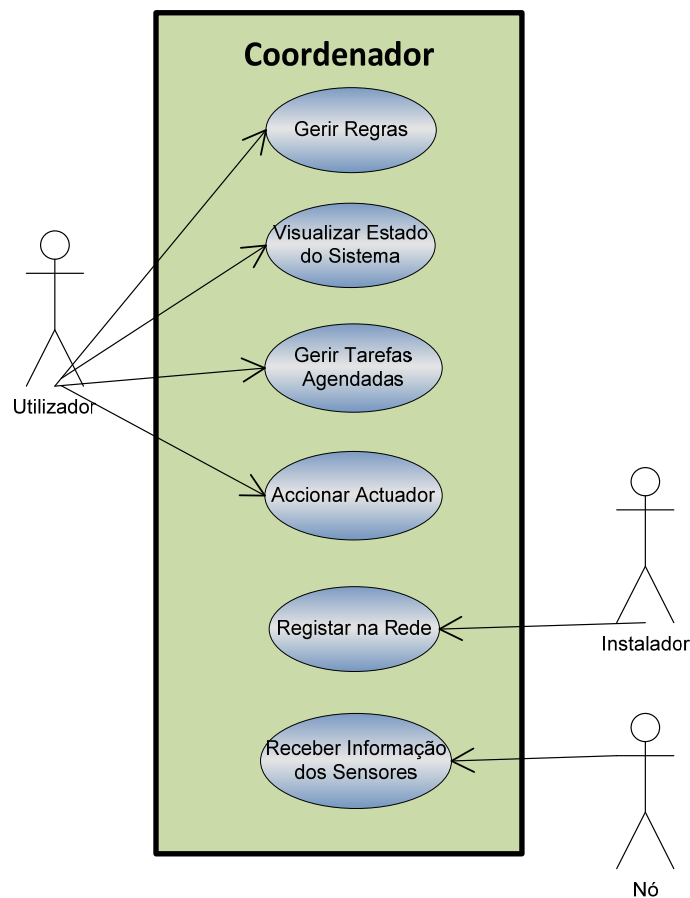 Coordenador
Gerir Regras
Visualizar Estado
do Sistema
Gerir Tarefas
Agendadas
Utilizador
Accionar Actuador
Registar na Rede
Instalador
Receber Informação
dos Sensores
Nó